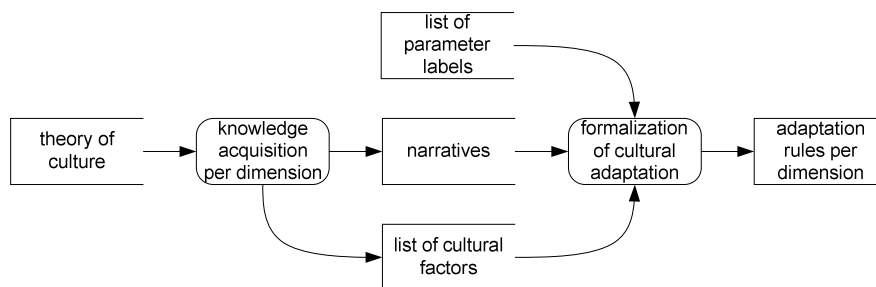 list of
parameter
labels
theory of
culture
knowledge
acquisition
per dimension
narratives
formalization
of cultural
adaptation
adaptation
rules per
dimension
list of cultural
factors